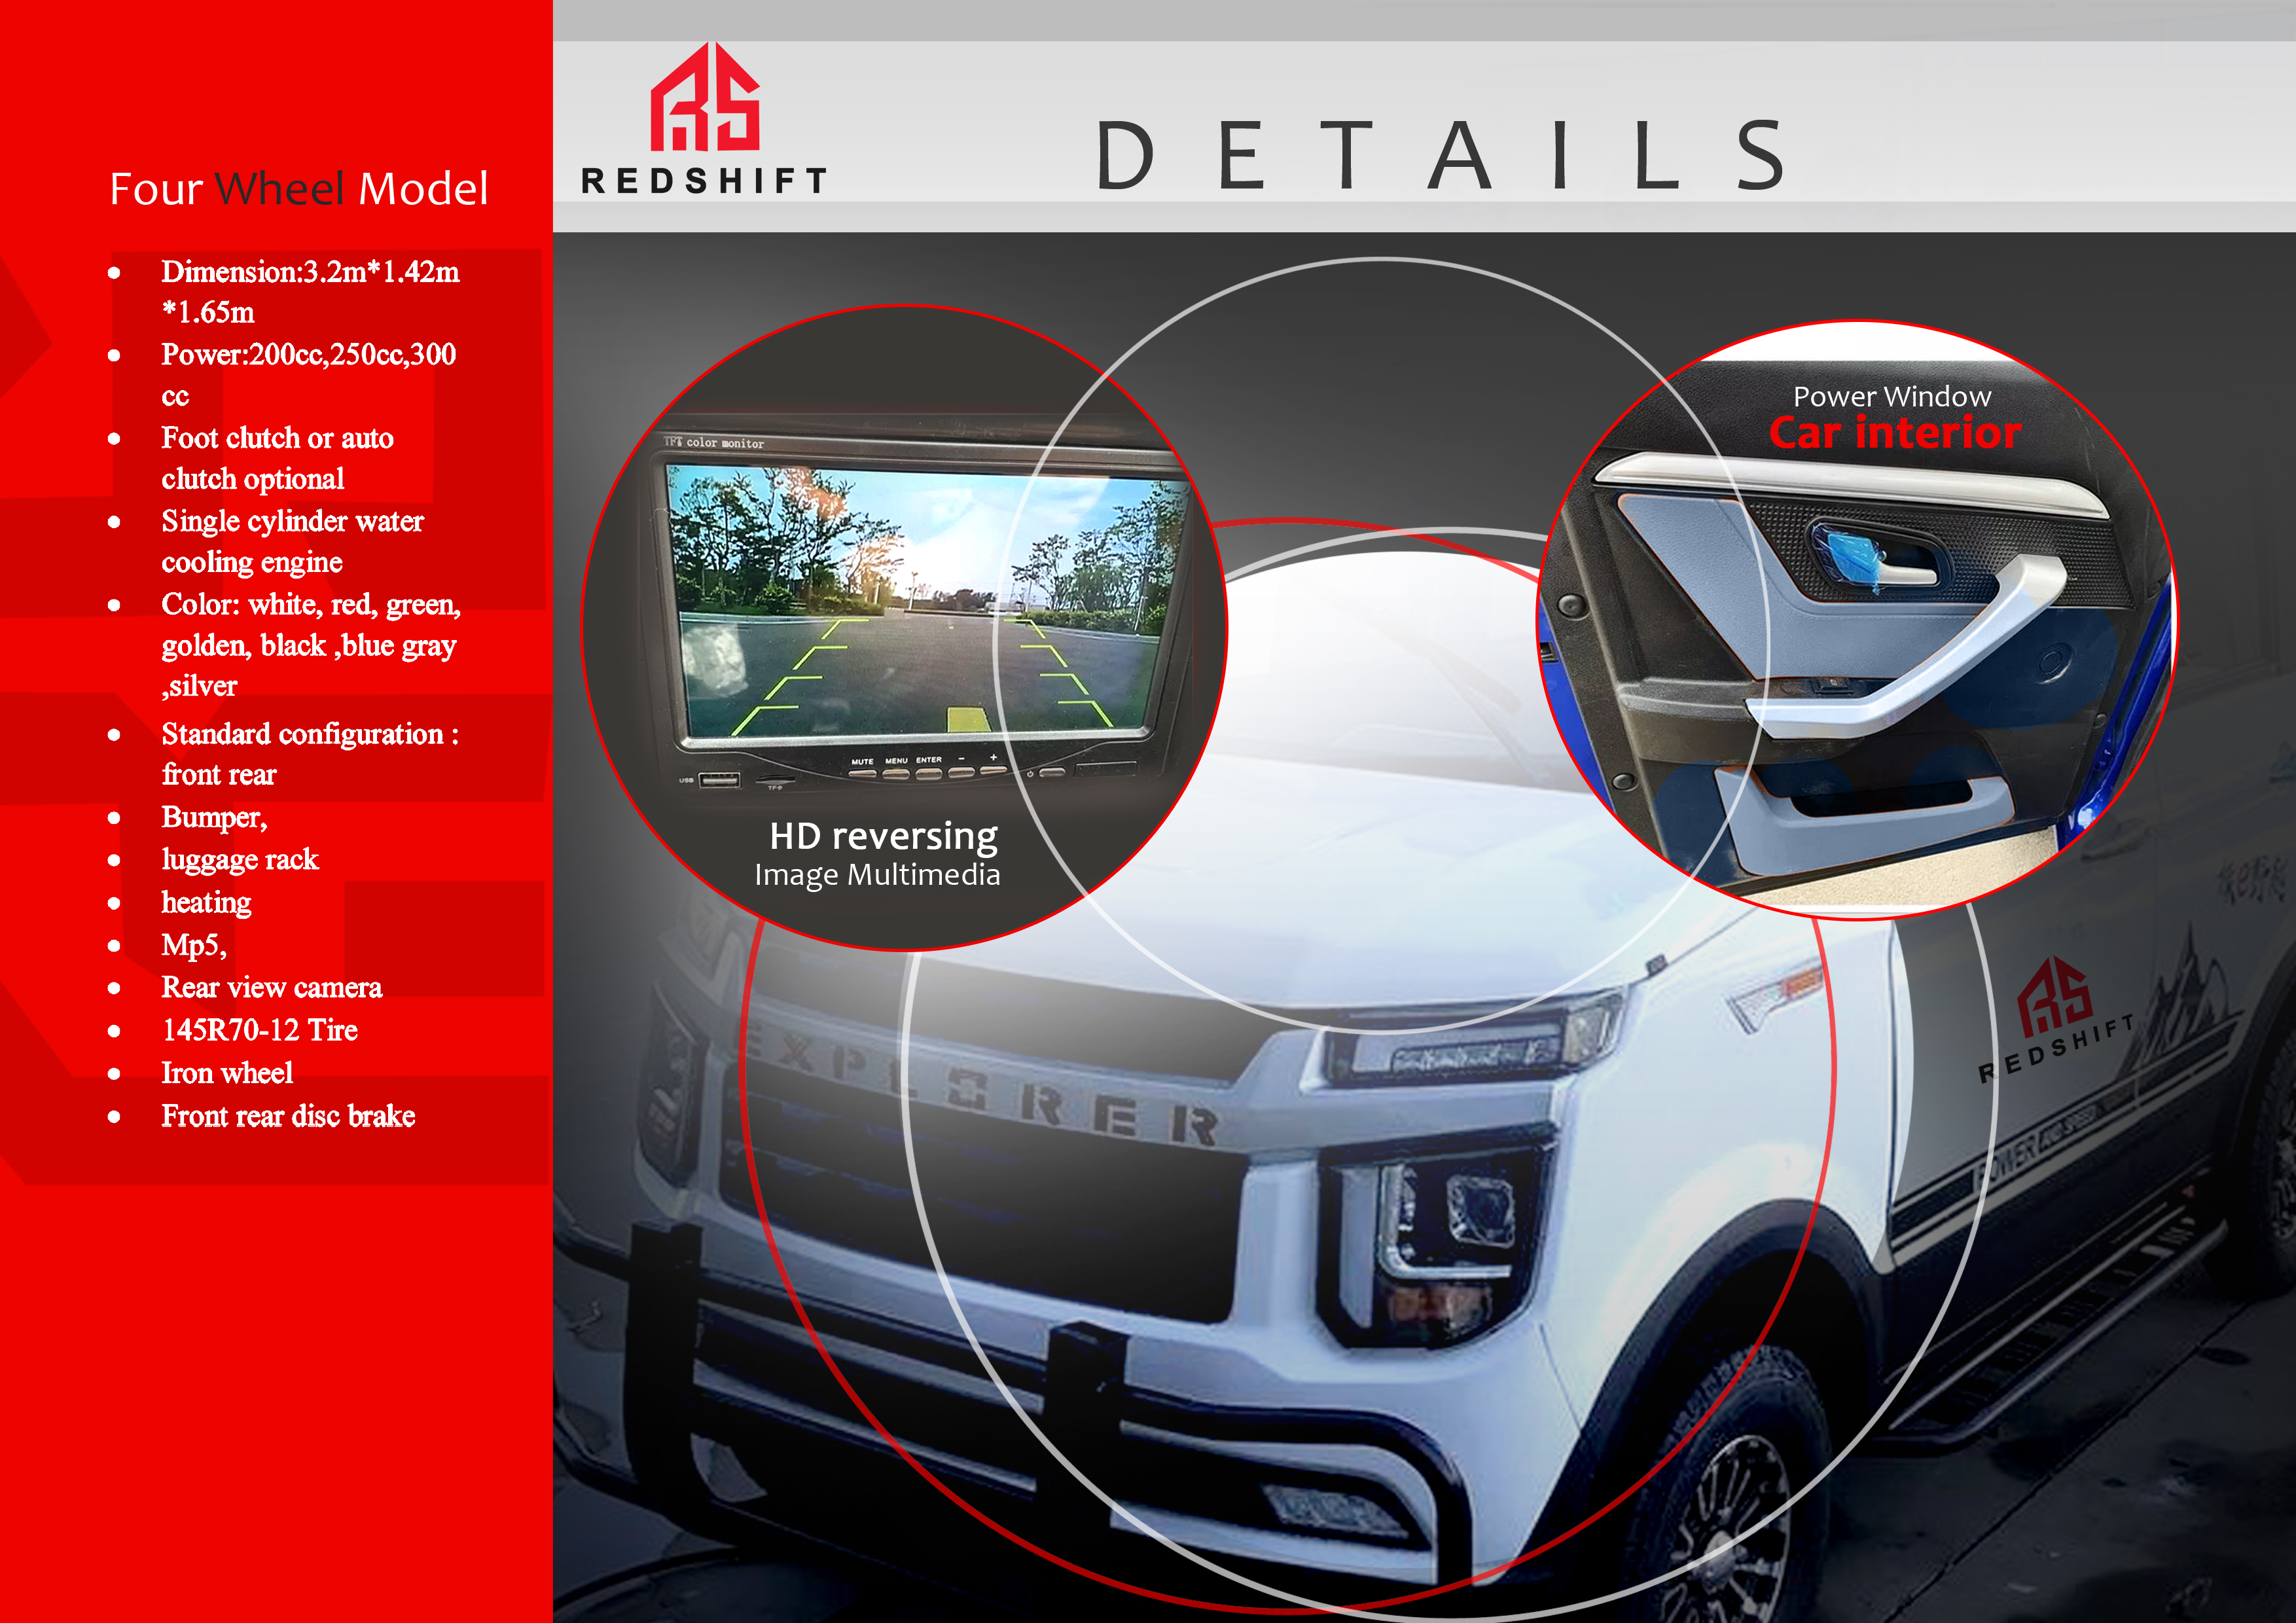 Four Wheel Model
Dimension:3.2m*1.42m
*1.65m
Power:200cc,250cc,300
cc
Foot clutch or auto
clutch optional
Single cylinder water
cooling engine
Color: white, red, green,
golden, black ,blue gray
,silver
Standard configuration :
front rear
Bumper,
luggage rack
heating
Mp5,
Rear view camera
145R70-12 Tire
Iron wheel
Front rear disc brake
RS
REDSHIFT
DETAILS
TFT color monitor
MUTE MENU ENTER − +
USB
HD reversing
Image Multimedia
Power Window
Car interior
EXPLORER
RS
REDSHIFT
POWER AND SPEED